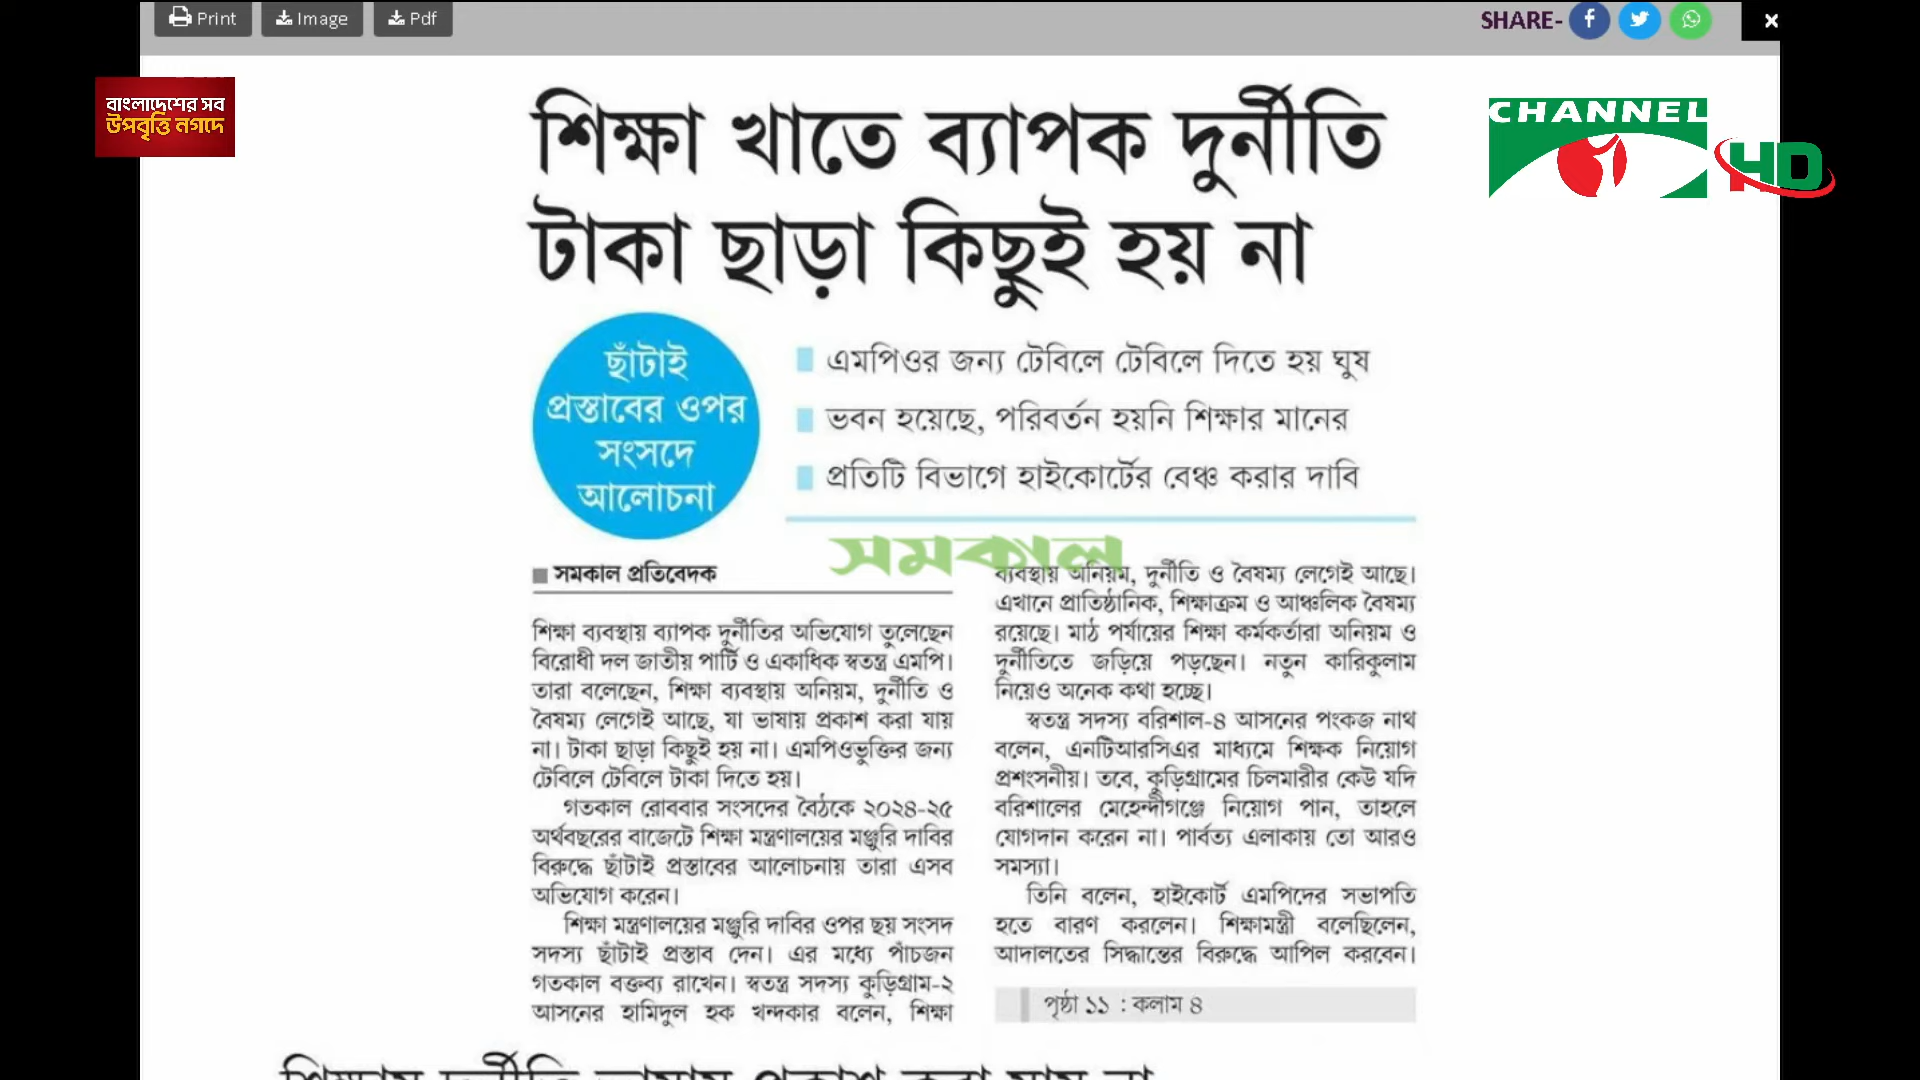 Print Image Pdf
SHARE-
বাংলাদেশের সব
উপবৃত্তি নগদে
CHANNEL
HD
শিক্ষা খাতে ব্যাপক দুর্নীতি
টাকা ছাড়া কিছুই হয় না
ছাঁটাই
প্রস্তাবের ওপর
সংসদে
আলোচনা
এমপিওর জন্য টেবিলে টেবিলে দিতে হয় ঘুষ
ভবন হয়েছে, পরিবর্তন হয়নি শিক্ষার মানের
প্রতিটি বিভাগে হাইকোর্টের বেঞ্চ করার দাবি
সমকাল
সমকাল প্রতিবেদক
শিক্ষা ব্যবস্থায় ব্যাপক দুর্নীতির অভিযোগ তুলেছেন
বিরোধী দল জাতীয় পার্টি ও একাধিক স্বতন্ত্র এমপি।
তারা বলেছেন, শিক্ষা ব্যবস্থায় অনিয়ম, দুর্নীতি ও
বৈষম্য লেগেই আছে, যা ভাষায় প্রকাশ করা যায়
না। টাকা ছাড়া কিছুই হয় না। এমপিওভুক্তির জন্য
টেবিলে টেবিলে টাকা দিতে হয়।
গতকাল রোববার সংসদের বৈঠকে ২০২৪-২৫
অর্থবছরের বাজেটে শিক্ষা মন্ত্রণালয়ের মঞ্জুরি দাবির
বিরুদ্ধে ছাঁটাই প্রস্তাবের আলোচনায় তারা এসব
অভিযোগ করেন।
শিক্ষা মন্ত্রণালয়ের মঞ্জুরি দাবির ওপর ছয় সংসদ
সদস্য ছাঁটাই প্রস্তাব দেন। এর মধ্যে পাঁচজন
গতকাল বক্তব্য রাখেন। স্বতন্ত্র সদস্য কুড়িগ্রাম-২
আসনের হামিদুল হক খন্দকার বলেন, শিক্ষা
ব্যবস্থায় অনিয়ম, দুর্নীতি ও বৈষম্য লেগেই আছে।
এখানে প্রাতিষ্ঠানিক, শিক্ষাক্রম ও আঞ্চলিক বৈষম্য
রয়েছে। মাঠ পর্যায়ের শিক্ষা কর্মকর্তারা অনিয়ম ও
দুর্নীতিতে জড়িয়ে পড়ছেন। নতুন কারিকুলাম
নিয়েও অনেক কথা হচ্ছে।
স্বতন্ত্র সদস্য বরিশাল-৪ আসনের পংকজ নাথ
বলেন, এনটিআরসিএর মাধ্যমে শিক্ষক নিয়োগ
প্রশংসনীয়। তবে, কুড়িগ্রামের চিলমারীর কেউ যদি
বরিশালের মেহেন্দীগঞ্জে নিয়োগ পান, তাহলে
যোগদান করেন না। পার্বত্য এলাকায় তো আরও
সমস্যা।
তিনি বলেন, হাইকোর্ট এমপিদের সভাপতি
হতে বারণ করলেন। শিক্ষামন্ত্রী বলেছিলেন,
আদালতের সিদ্ধান্তের বিরুদ্ধে আপিল করবেন।
পৃষ্ঠা ১১ : কলাম ৪
শিক্ষায় দুর্নীতি ভাষায় প্রকাশ করা যায় না